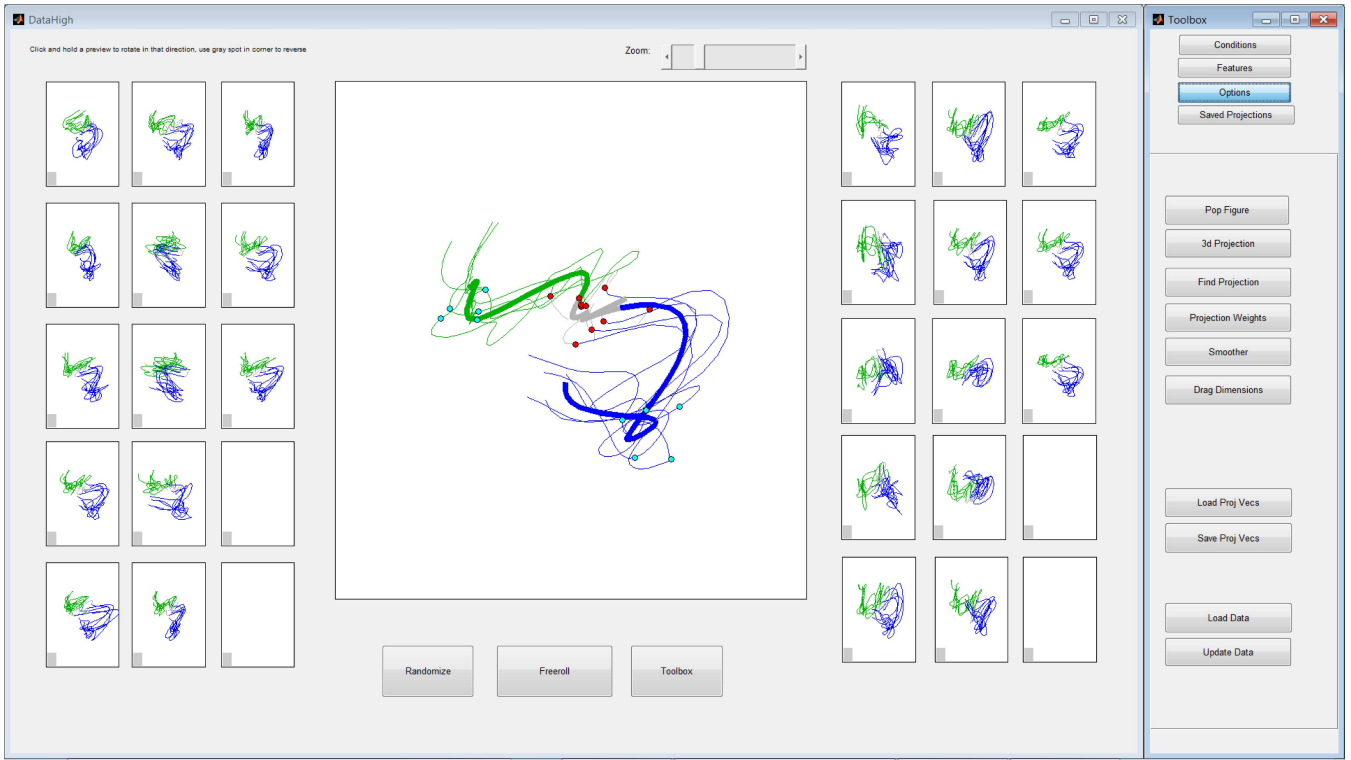 DataHigh
Click and hold a preview to rotate in that direction, use gray spot in corner to reverse
Zoom:
Randomize
Freeroll
Toolbox
Toolbox
Conditions
Features
Options
Saved Projections
Pop Figure
3d Projection
Find Projection
Projection Weights
Smoother
Drag Dimensions
Load Proj Vecs
Save Proj Vecs
Load Data
Update Data